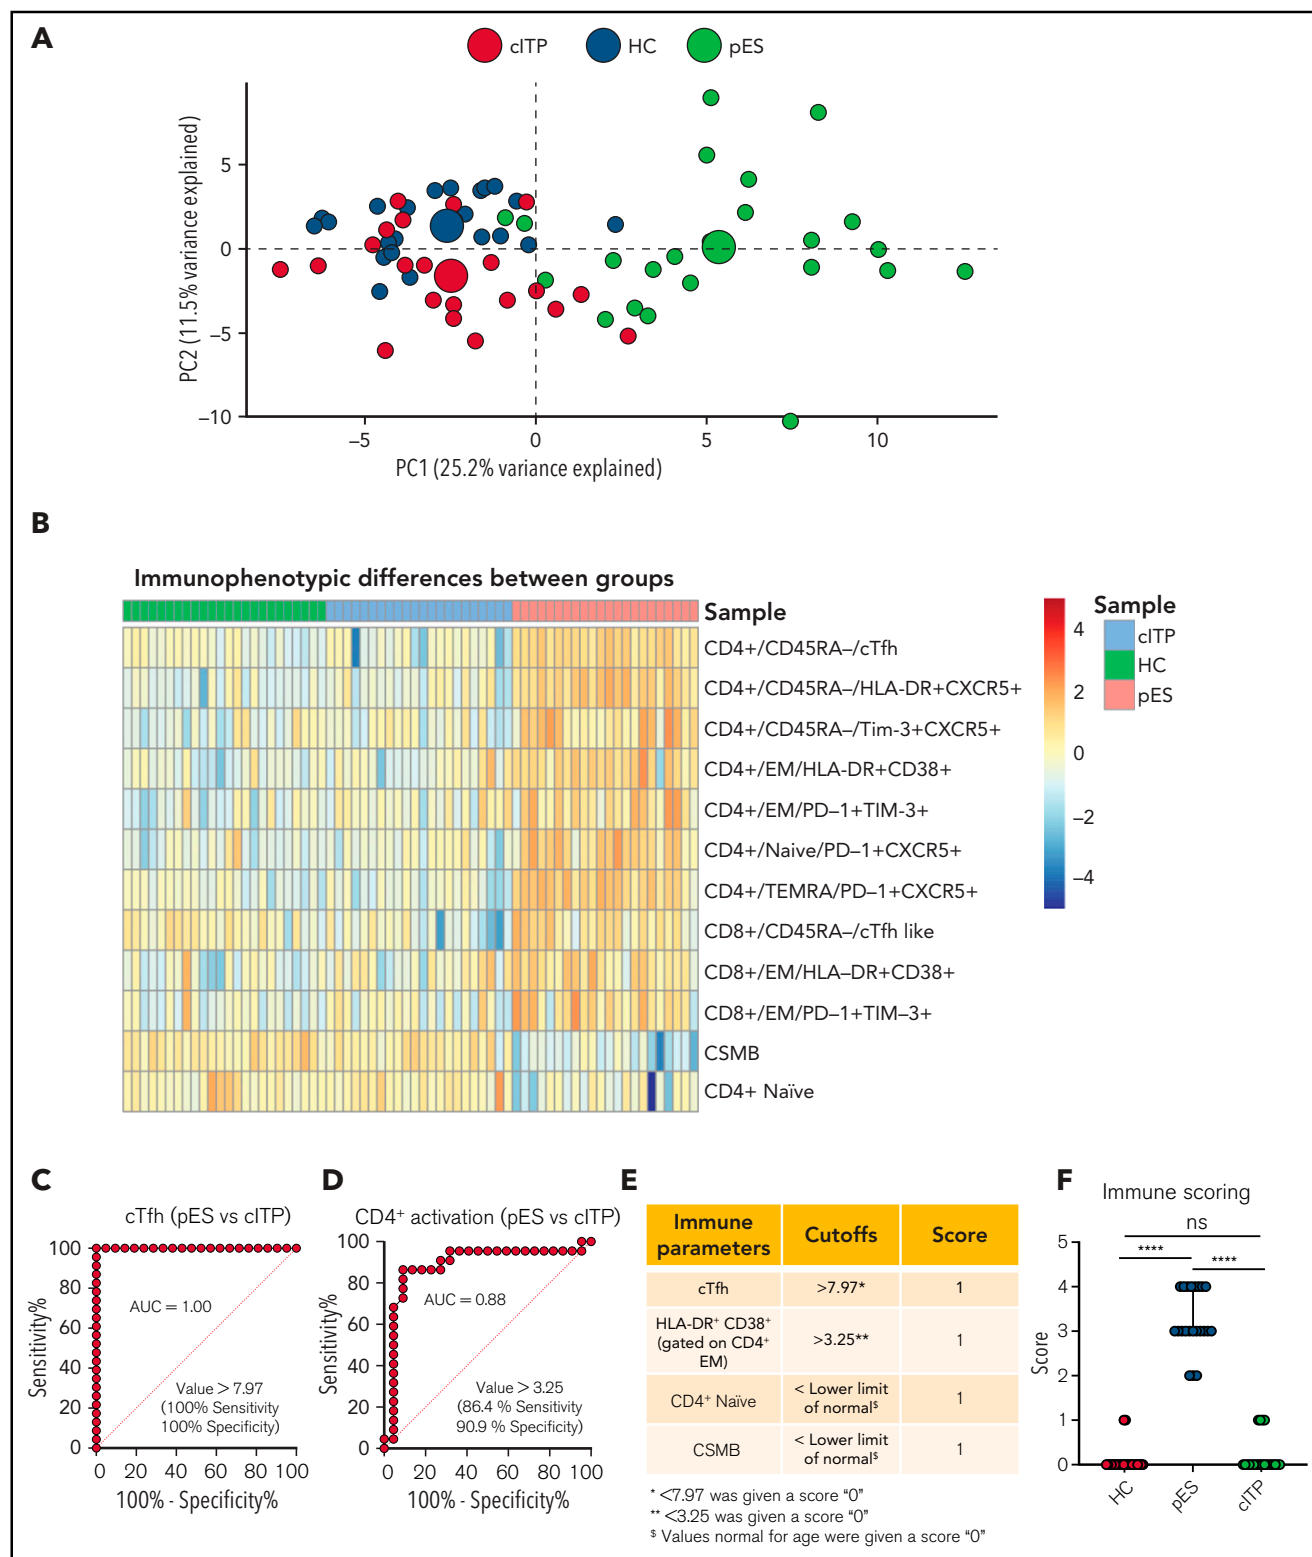 A
cITP
HC
pES
PC2 (11.5% variance explained)
5
0
−5
−10
−5
0
5
10
PC1 (25.2% variance explained)
B
Immunophenotypic differences between groups
Sample
CD4+/CD45RA–/cTfh
CD4+/CD45RA–/HLA-DR+CXCR5+
CD4+/CD45RA–/Tim-3+CXCR5+
CD4+/EM/HLA-DR+CD38+
CD4+/EM/PD–1+TIM-3+
CD4+/Naive/PD–1+CXCR5+
CD4+/TEMRA/PD–1+CXCR5+
CD8+/CD45RA–/cTfh like
CD8+/EM/HLA–DR+CD38+
CD8+/EM/PD–1+TIM–3+
CSMB
CD4+ Naïve
4
2
0
−2
−4
Sample
cITP
HC
pES
C
cTfh (pES vs cITP)
Sensitivity%
100
80
60
40
20
0
AUC = 1.00
Value > 7.97
(100% Sensitivity
100% Specificity)
0 20 40 60 80 100
100% - Specificity%
D
CD4⁺ activation (pES vs cITP)
Sensitivity%
100
80
60
40
20
0
AUC = 0.88
Value > 3.25
(86.4 % Sensitivity
90.9 % Specificity)
0 20 40 60 80 100
100% - Specificity%
E
Immune parameters Cutoffs Score
cTfh >7.97* 1
HLA-DR⁺ CD38⁺
(gated on CD4⁺
EM)
>3.25** 1
CD4⁺ Naïve
< Lower limit
of normal$
1
CSMB
< Lower limit
of normal$
1
* <7.97 was given a score “0”
** <3.25 was given a score “0”
$ Values normal for age were given a score “0”
F
Immune scoring
ns
**** ****
Score
5
4
3
2
1
0
HC
pES
cITP